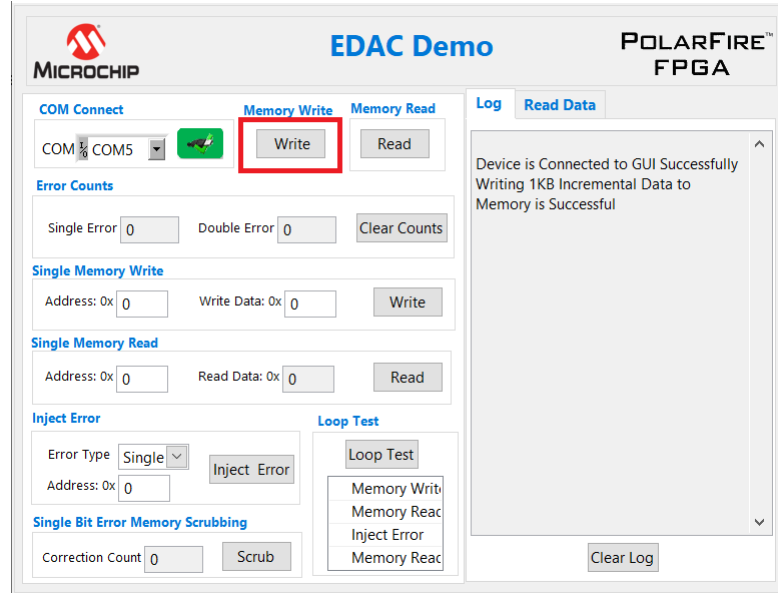 MICROCHIP
EDAC Demo
POLARFIRE™
FPGA
COM Connect
Memory Write
Memory Read
COM
COM5
Write
Read
Error Counts
Single Error 0
Double Error 0
Clear Counts
Single Memory Write
Address: 0x 0
Write Data: 0x 0
Write
Single Memory Read
Address: 0x 0
Read Data: 0x 0
Read
Inject Error
Error Type Single
Address: 0x 0
Inject Error
Loop Test
Loop Test
Memory Write
Memory Reac
Inject Error
Memory Reac
Single Bit Error Memory Scrubbing
Correction Count 0
Scrub
Log
Read Data
Device is Connected to GUI Successfully
Writing 1KB Incremental Data to
Memory is Successful
Clear Log